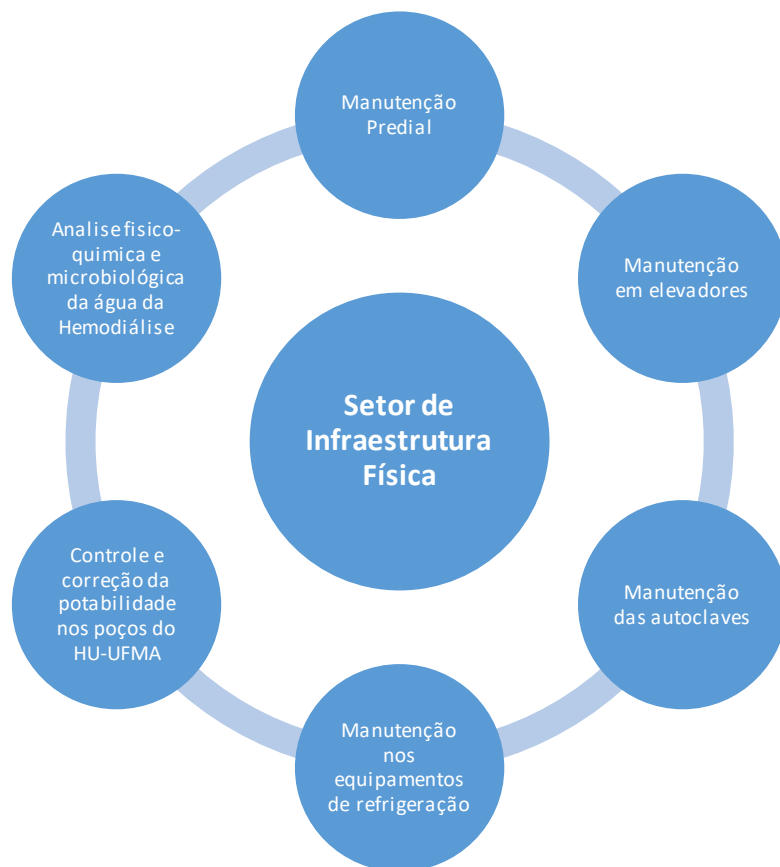 Manutenção
Predial
Manutenção
em elevadores
Manutenção
das autoclaves
Manutenção
nos
equipamentos
de refrigeração
Controle e
correção da
potabilidade
nos poços do
HU-UFMA
Analise fisico-
quimica e
microbiológica
da água da
Hemodiálise
Setor de
Infraestrutura
Física